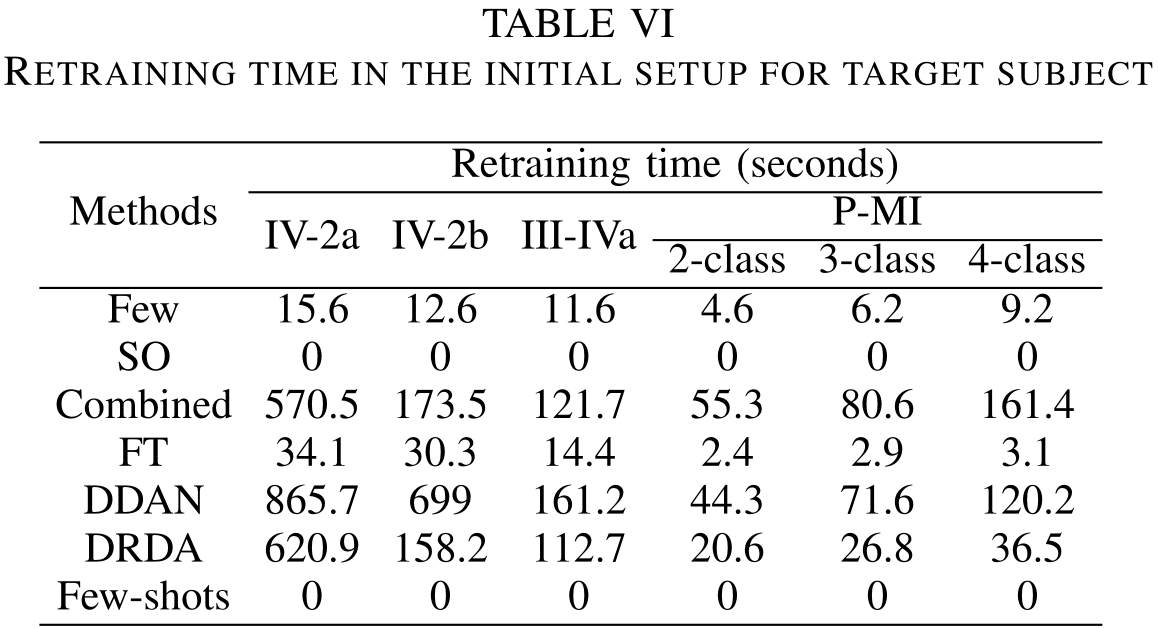 TABLE VI
RETRAINING TIME IN THE INITIAL SETUP FOR TARGET SUBJECT
Methods Retraining time (seconds)
IV-2a IV-2b III-IVa P-MI
2-class 3-class 4-class
Few 15.6 12.6 11.6 4.6 6.2 9.2
SO 0 0 0 0 0 0
Combined 570.5 173.5 121.7 55.3 80.6 161.4
FT 34.1 30.3 14.4 2.4 2.9 3.1
DDAN 865.7 699 161.2 44.3 71.6 120.2
DRDA 620.9 158.2 112.7 20.6 26.8 36.5
Few-shots 0 0 0 0 0 0